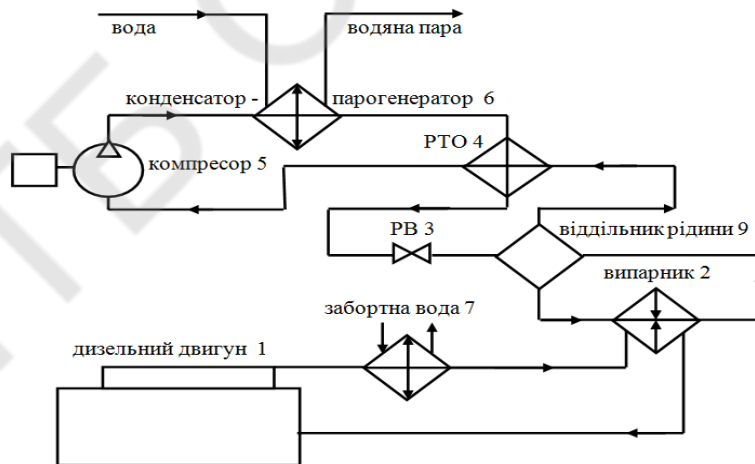 вода
водяна пара
конденсатор -
парогенератор 6
РТО 4
компресор 5
РВ 3
віддільник рідини 9
випарник 2
забортна вода 7
дизельний двигун 1